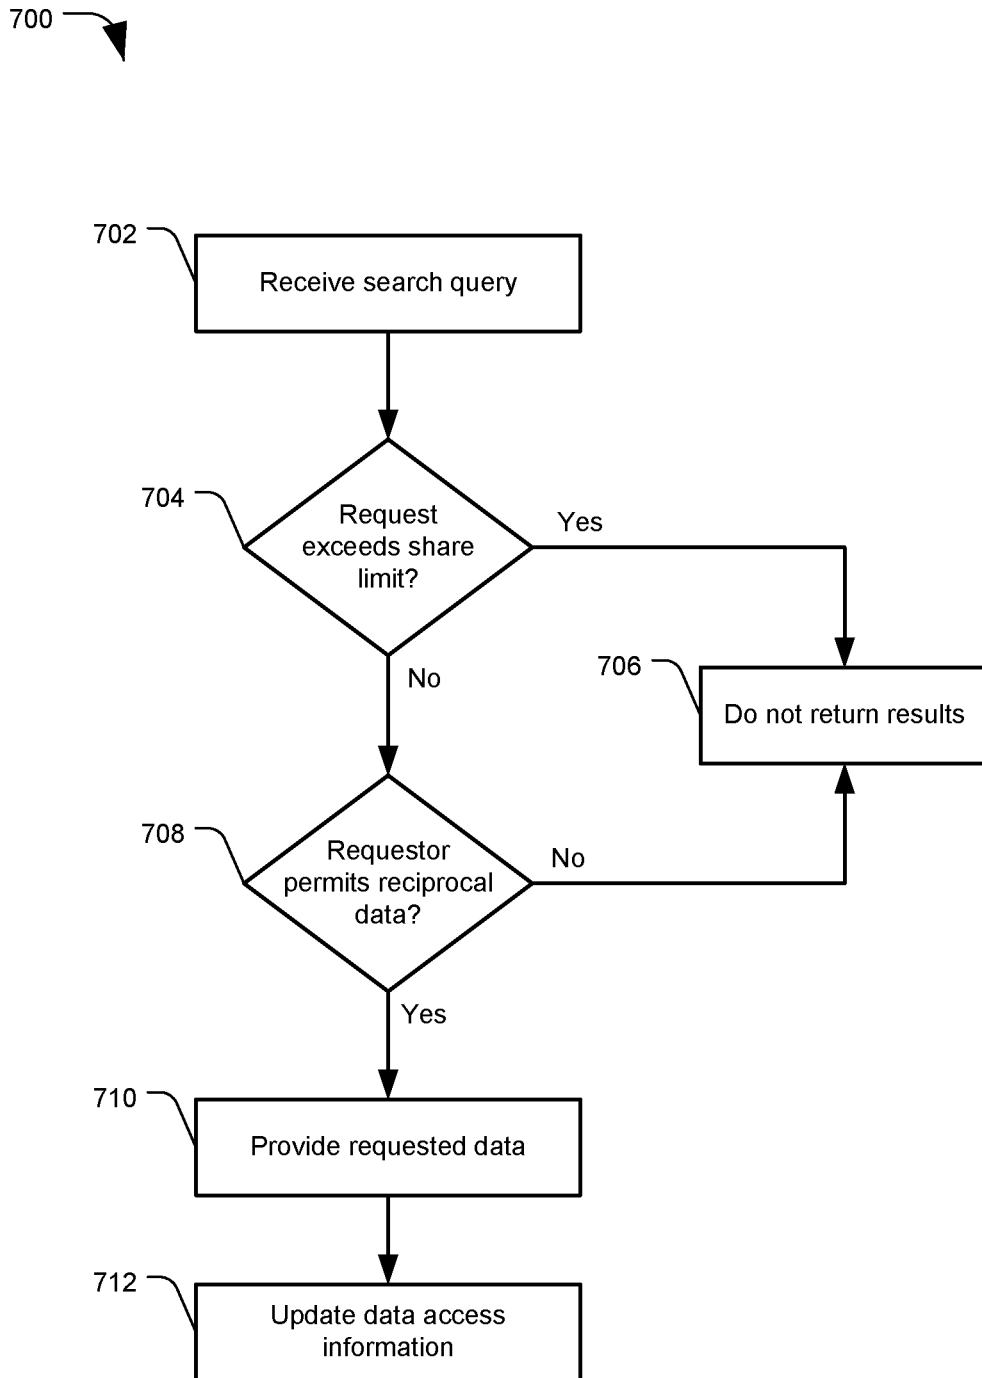 700
702
Receive search query
704
Request
exceeds share
limit?
Yes
No
706
Do not return results
708
Requestor
permits reciprocal
data?
No
Yes
710
Provide requested data
712
Update data access
information